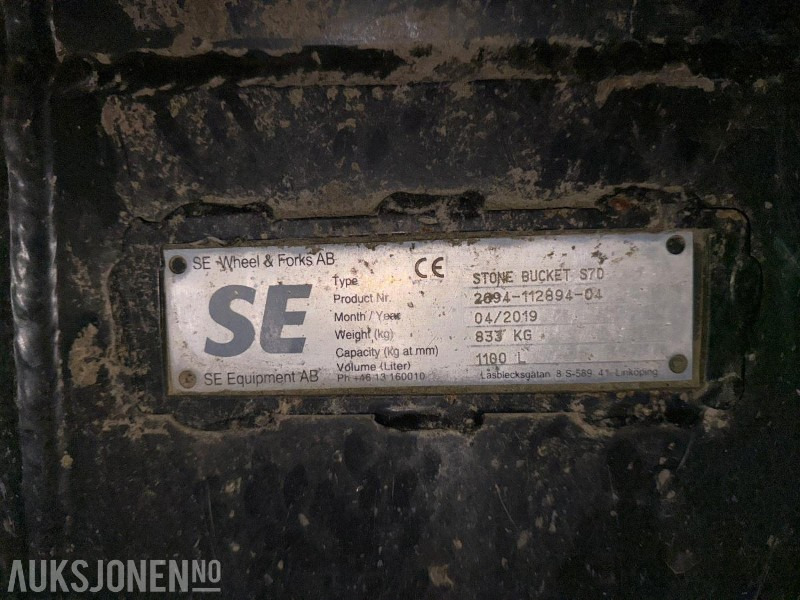 SE Wheel & Forks AB
CE
SE
SE Equipment AB
Type STONE BUCKET S70
Product Nr. 2894-112894-04
Month / Year 04/2019
Weight (kg) 833 KG
Capacity (kg at mm)
Volume (Liter) 1100 L
Ph +46 13 160010
Låsblecksgatan 8 S-589 41 Linköping
AUKSJONEN.NO